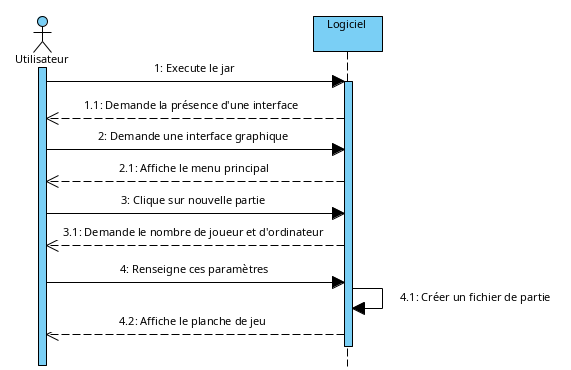 Logiciel
Utilisateur
1: Execute le jar
1.1: Demande la présence d'une interface
2: Demande une interface graphique
2.1: Affiche le menu principal
3: Clique sur nouvelle partie
3.1: Demande le nombre de joueur et d'ordinateur
4: Renseigne ces paramètres
4.1: Créer un fichier de partie
4.2: Affiche le planche de jeu